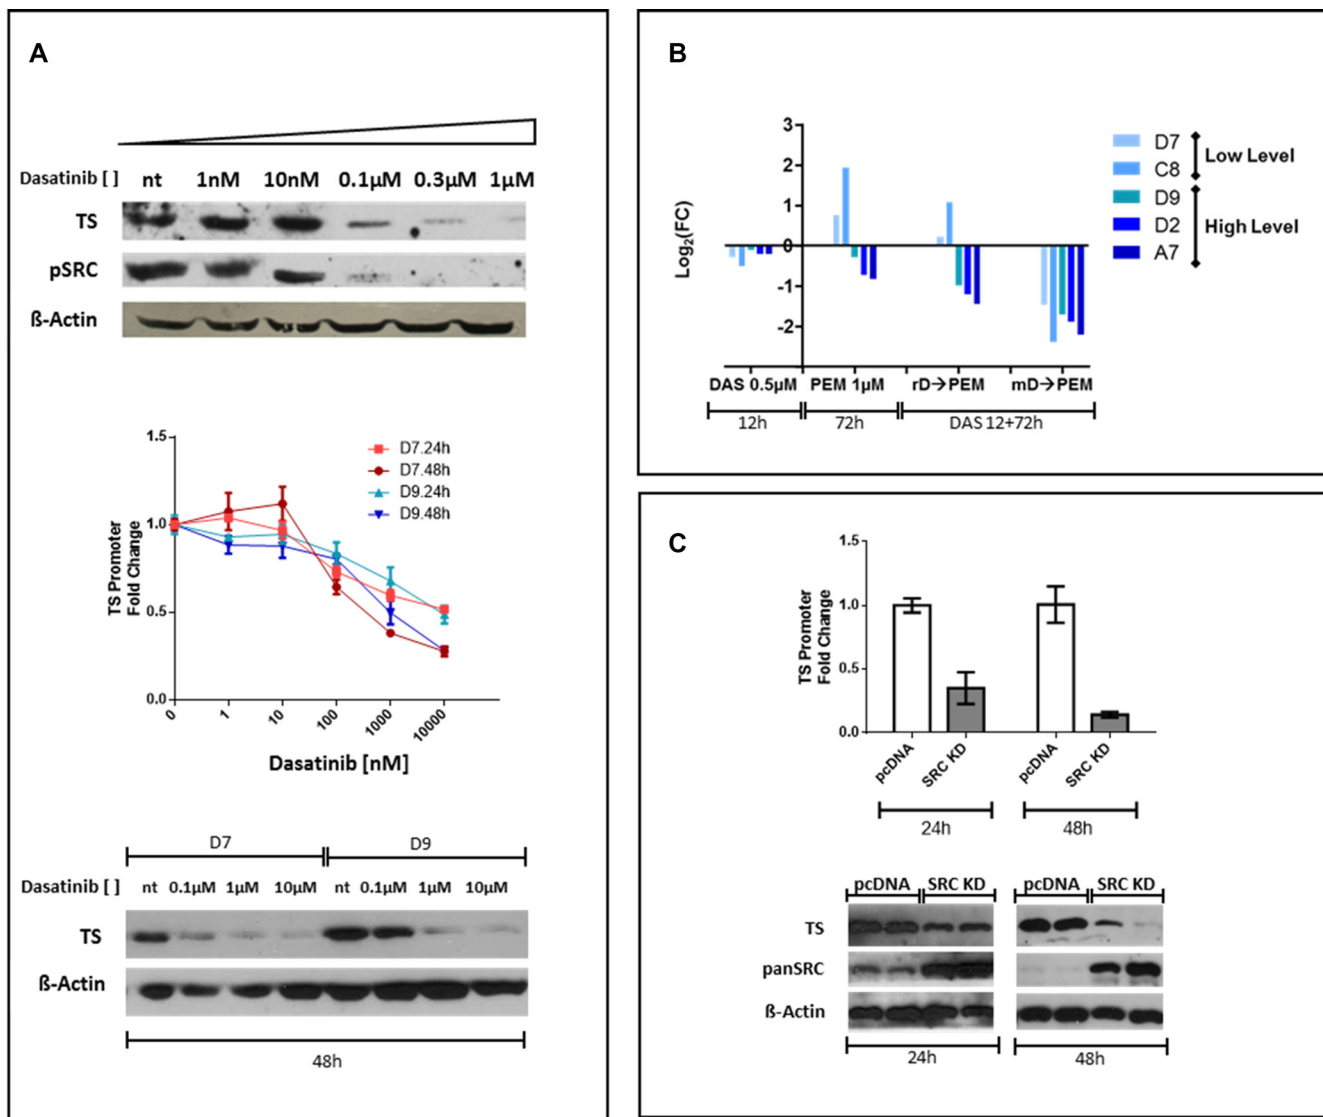 A
Dasatinib [ ] nt 1nM 10nM 0.1µM 0.3µM 1µM
TS
pSRC
ß-Actin
1.5
1.0
0.5
0.0
TS Promoter
Fold Change
D7.24h
D7.48h
D9.24h
D9.48h
0 1 10 100 1000 10000
Dasatinib [nM]
D7 D9
Dasatinib [ ] nt 0.1µM 1µM 10µM nt 0.1µM 1µM 10µM
TS
ß-Actin
48h
B
3
2
1
0
-1
-2
Log2(FC)
D7
C8
Low Level
D9
D2
A7
High Level
DAS 0.5µM PEM 1µM rD→PEM mD→PEM
12h 72h DAS 12+72h
C
1.5
1.0
0.5
0.0
TS Promoter
Fold Change
pcDNA SRC KD pcDNA SRC KD
24h 48h
pcDNA SRC KD pcDNA SRC KD
TS
panSRC
ß-Actin
24h 48h